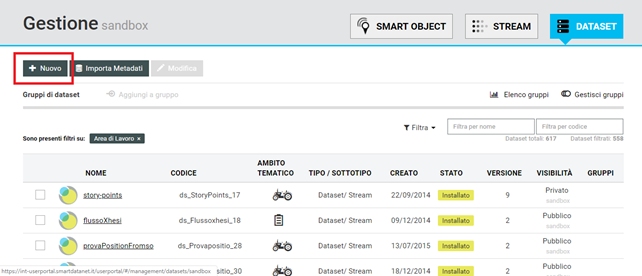 Gestione sandbox
SMART OBJECT
STREAM
DATASET
Nuovo
Importa Metadati
Modifica
Gruppi di dataset
Aggiungi a gruppo
Elenco gruppi
Gestisci gruppi
Filtra
Filtra per nome
Filtra per codice
Sono presenti filtri su: Area di Lavoro ×
Dataset totali: 617
Dataset filtrati: 558
NOME CODICE AMBITO TEMATICO TIPO / SOTTOTIPO CREATO STATO VERSIONE VISIBILITÀ GRUPPI
story-points ds_StoryPoints_17 Dataset/ Stream 22/09/2014 Installato 9 Privato sandbox
flussoXhesi ds_Flussoxhesi_18 Dataset/ Stream 09/12/2014 Installato 2 Pubblico sandbox
provaPositionFromso ds_Provapositio_28 Dataset/ Stream 13/07/2015 Installato 2 Pubblico sandbox
sitio_30 Dataset/ Stream 18/12/2014 Installato 2 Pubblico
https://int-userportal.smartdatanet.it/userportal/#/management/datasets/sandbox